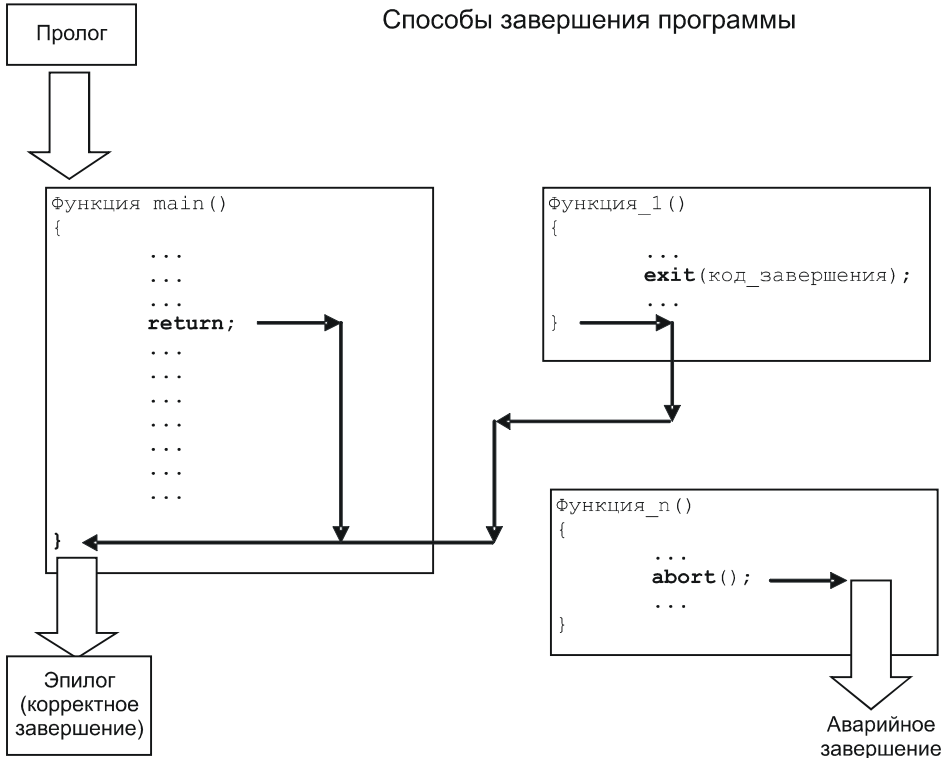 Способы завершения программы
Пролог
Функция main()
{
...
...
...
return;
...
...
...
...
...
...
...
}
Эпилог
(корректное
завершение)
Функция_1()
{
...
exit(код_завершения);
...
}
Функция_n()
{
...
abort();
...
}
Аварийное
завершение